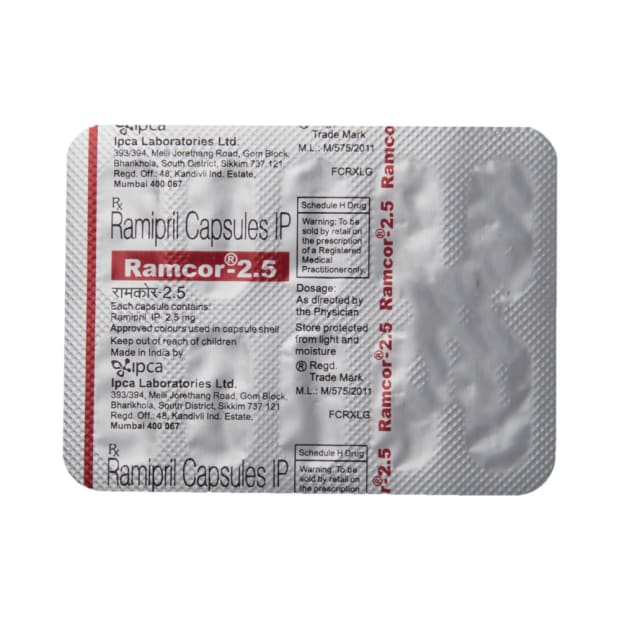 ipca
Ipca Laboratories Ltd.
393/394, Melli Jorethang Road, Gom Block,
Bharikhola, South District, Sikkim 737 121
Regd. Off.: 48, Kandivli Ind. Estate,
Mumbai 400 067
Rx
Ramipril Capsules IP
Ramcor®-2.5
रामकोर-2.5
Each capsule contains:
Ramipril IP 2.5 mg
Approved colours used in capsule shell
Keep out of reach of children
Made in India by
ipca
Ipca Laboratories Ltd.
393/394, Melli Jorethang Road, Gom Block,
Bharikhola, South District, Sikkim 737 121
Regd. Off.: 48, Kandivli Ind. Estate,
Mumbai 400 067
Rx
Ramipril Capsules IP
Trade Mark
M.L.: M/575/2011
FCRXLG
Schedule H Drug
Warning: To be
sold by retail on
the prescription
of a Registered
Medical
Practitioner only.
Dosage:
As directed by
the Physician
Store protected
from light and
moisture
® Regd.
Trade Mark
M.L.: M/575/2011
FCRXLG
Schedule H Drug
Warning: To be
sold by retail on
the prescription
Ramcor®-2.5 Ramcor®-2.5 Ramco